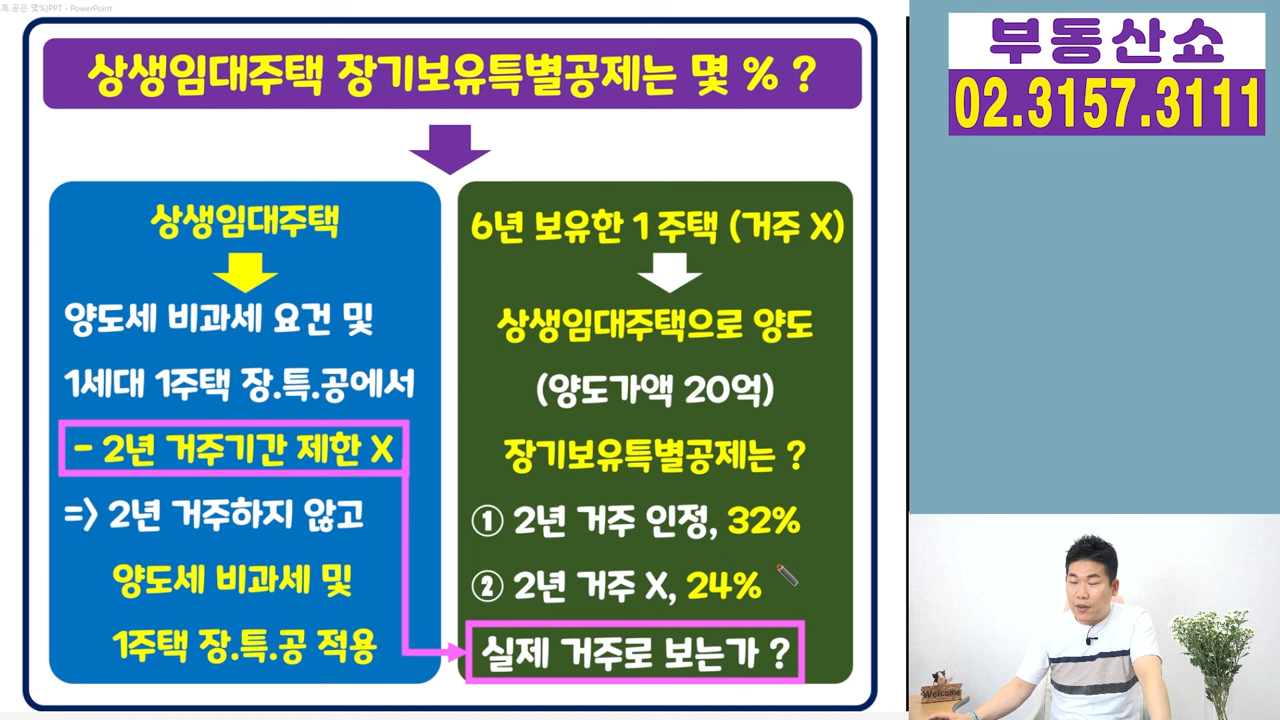 특.공은 몇%)PPT - PowerPoint
상생임대주택 장기보유특별공제는 몇 % ?
상생임대주택
양도세 비과세 요건 및
1세대 1주택 장.특.공에서
- 2년 거주기간 제한 X
=> 2년 거주하지 않고
양도세 비과세 및
1주택 장.특.공 적용
6년 보유한 1 주택 (거주 X)
상생임대주택으로 양도
(양도가액 20억)
장기보유특별공제는 ?
① 2년 거주 인정, 32%
② 2년 거주 X, 24%
실제 거주로 보는가 ?
부동산쇼
02.3157.3111
Welcome